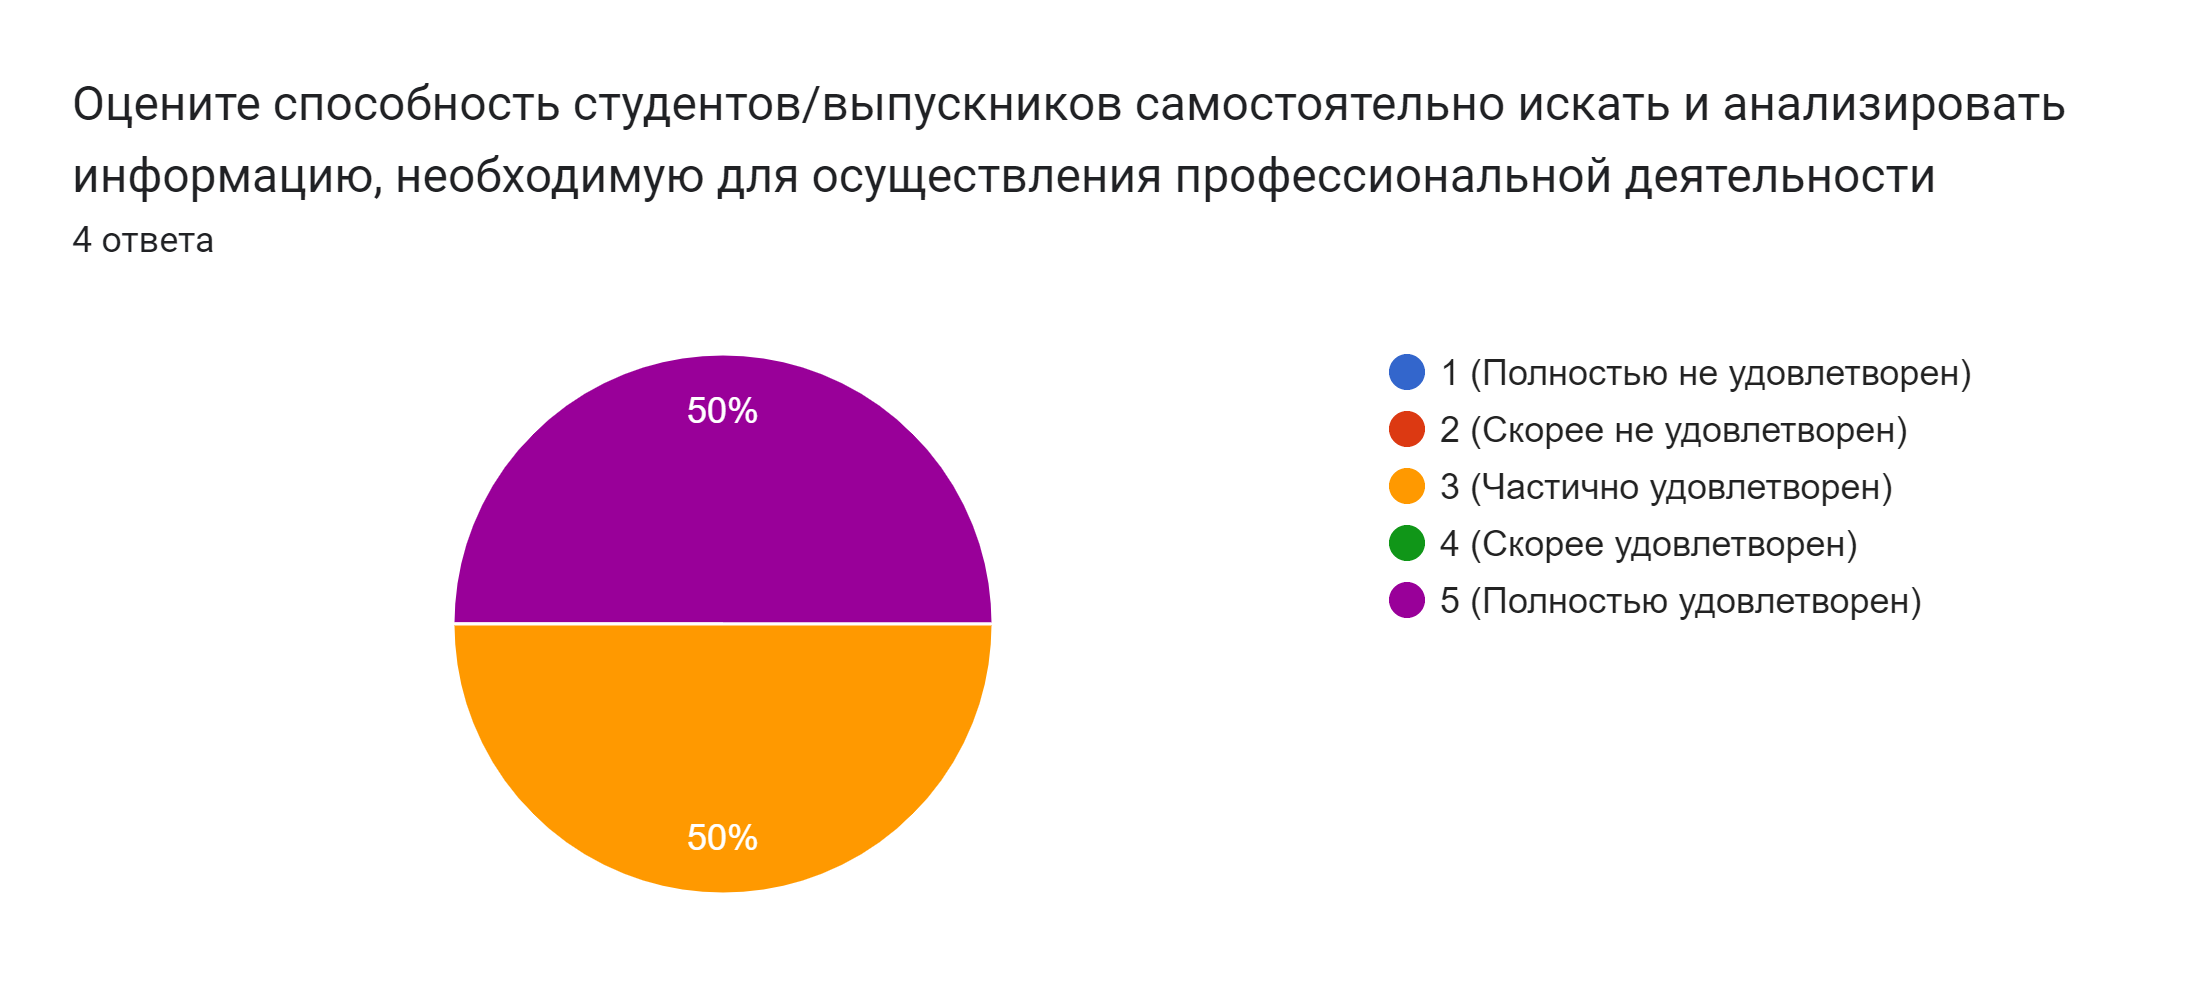 Оцените способность студентов/выпускников самостоятельно искать и анализировать
информацию, необходимую для осуществления профессиональной деятельности
4 ответа
50%
50%
1 (Полностью не удовлетворен)
2 (Скорее не удовлетворен)
3 (Частично удовлетворен)
4 (Скорее удовлетворен)
5 (Полностью удовлетворен)